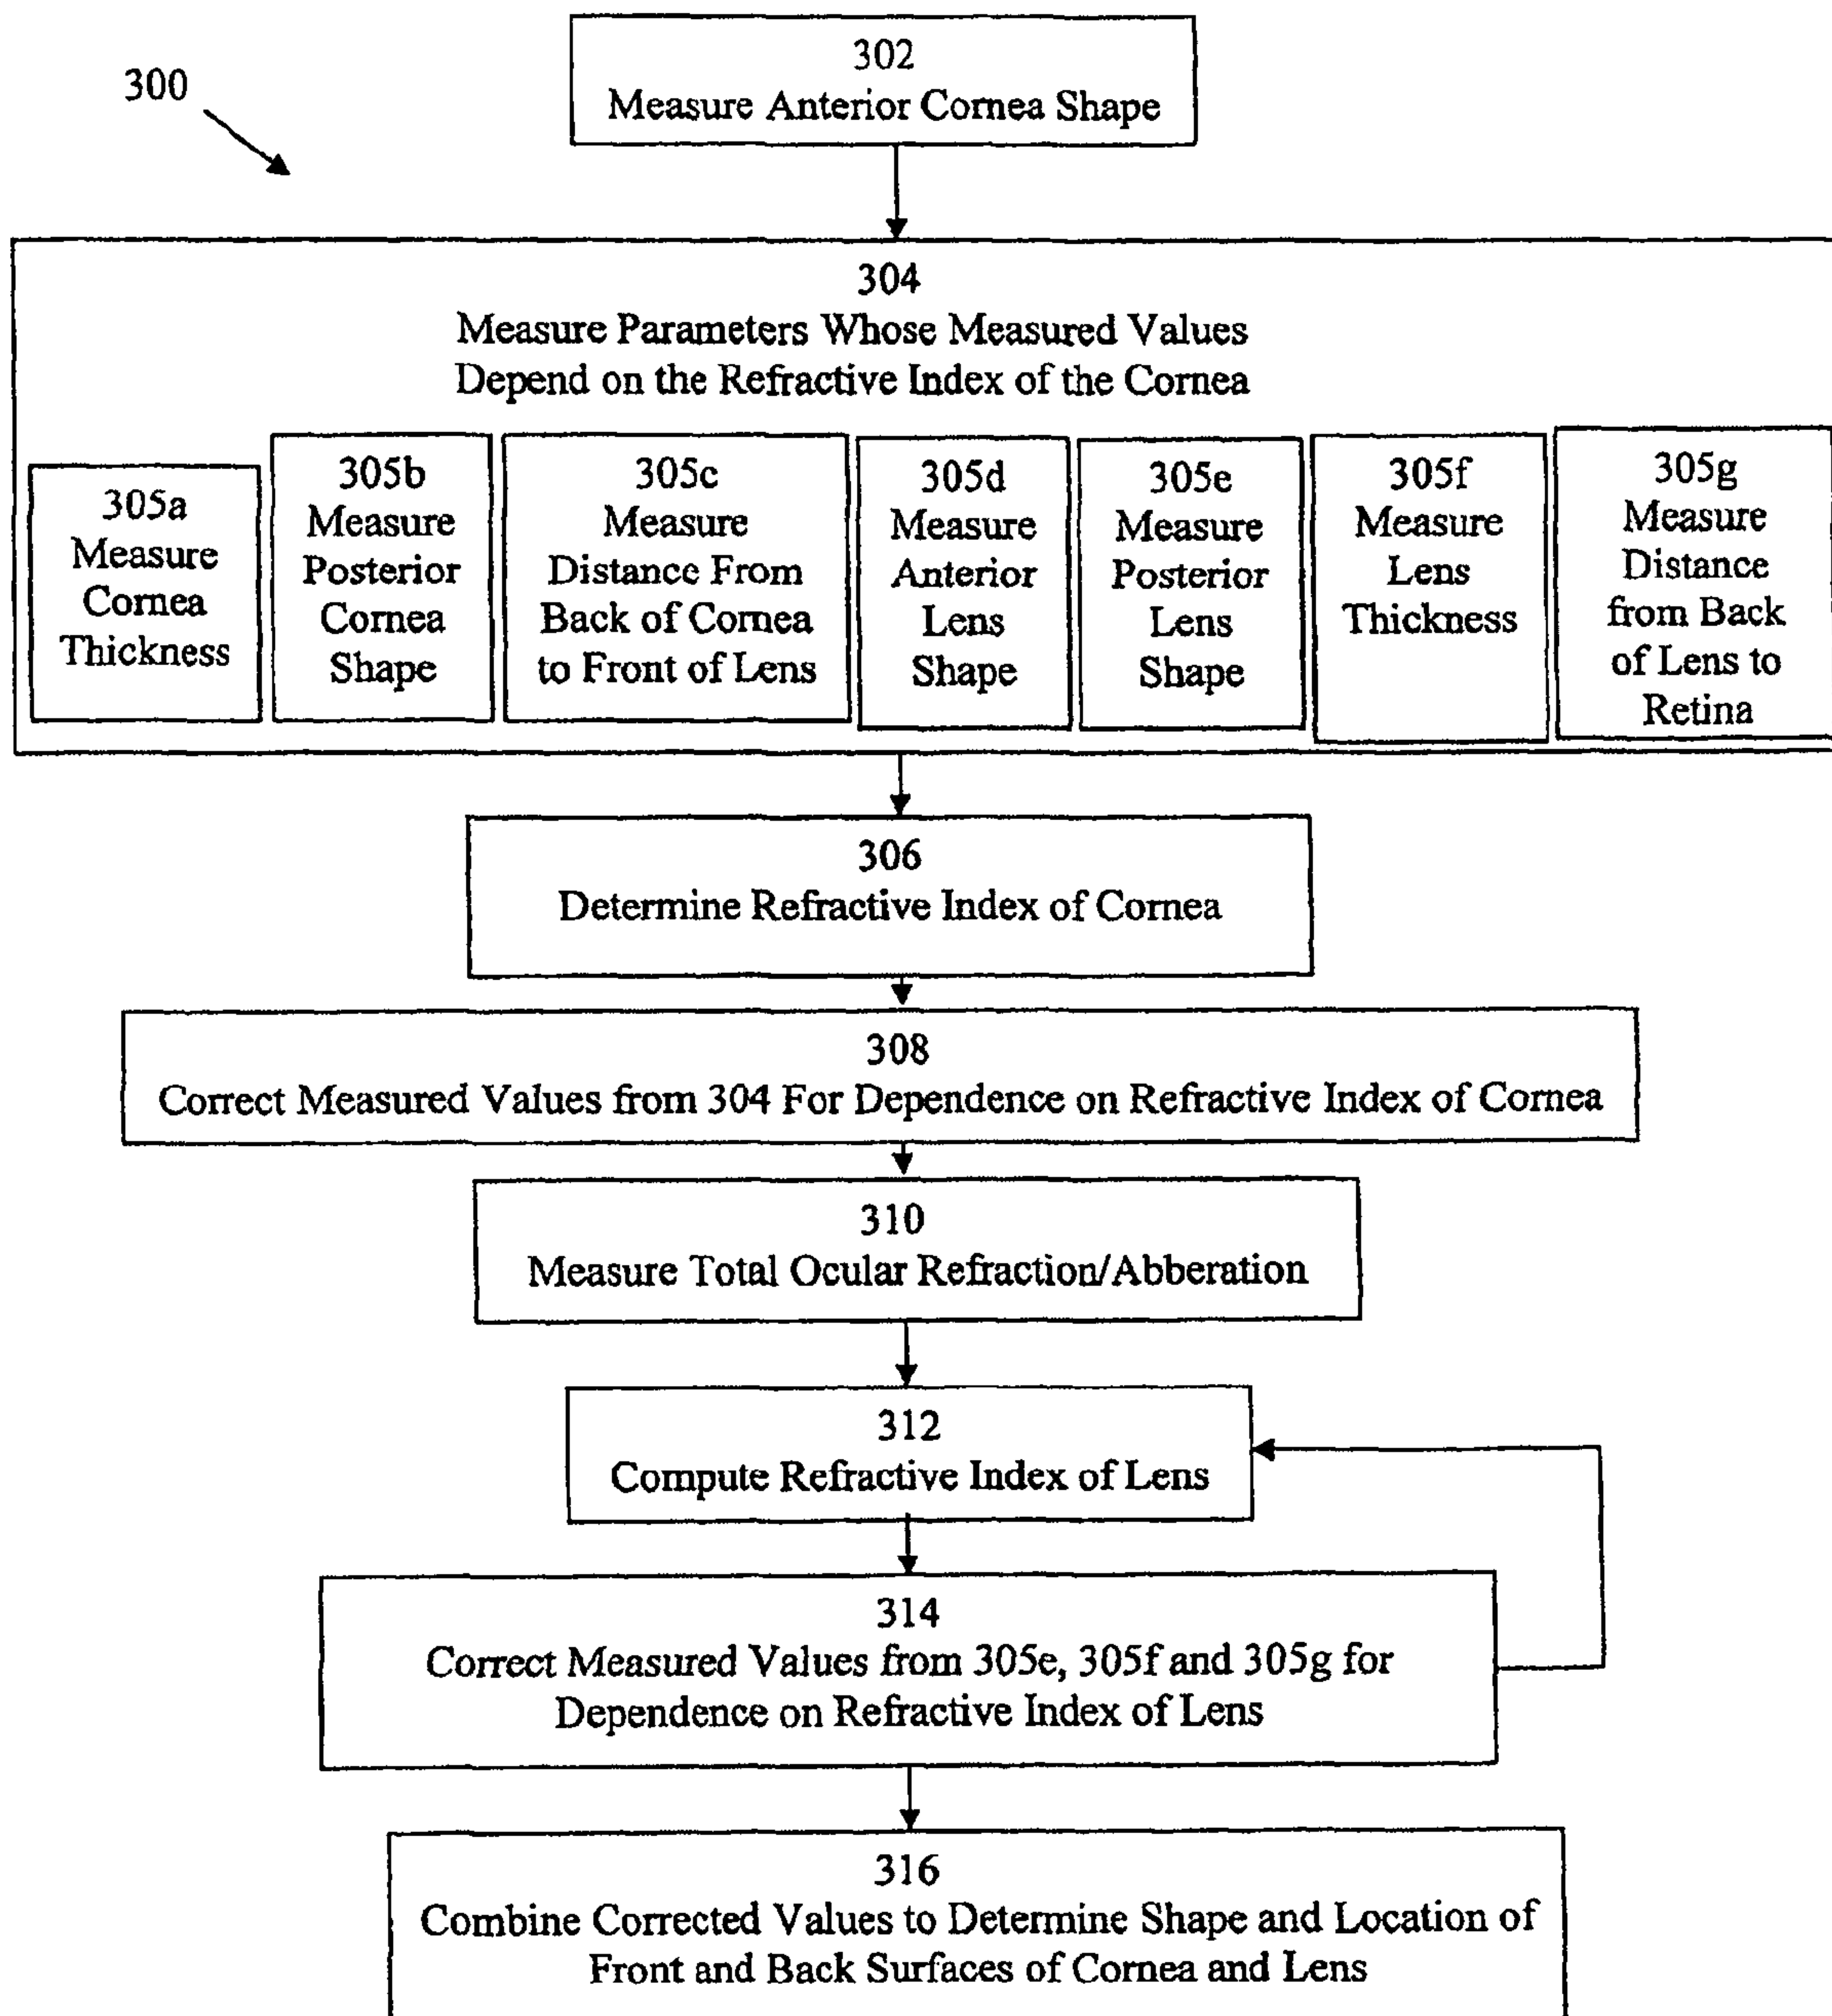 300
302
Measure Anterior Cornea Shape
304
Measure Parameters Whose Measured Values
Depend on the Refractive Index of the Cornea
305a
Measure
Cornea
Thickness
305b
Measure
Posterior
Cornea
Shape
305c
Measure
Distance From
Back of Cornea
to Front of Lens
305d
Measure
Anterior
Lens
Shape
305e
Measure
Posterior
Lens
Shape
305f
Measure
Lens
Thickness
305g
Measure
Distance
from Back
of Lens to
Retina
306
Determine Refractive Index of Cornea
308
Correct Measured Values from 304 For Dependence on Refractive Index of Cornea
310
Measure Total Ocular Refraction/Abberation
312
Compute Refractive Index of Lens
314
Correct Measured Values from 305e, 305f and 305g for
Dependence on Refractive Index of Lens
316
Combine Corrected Values to Determine Shape and Location of
Front and Back Surfaces of Cornea and Lens